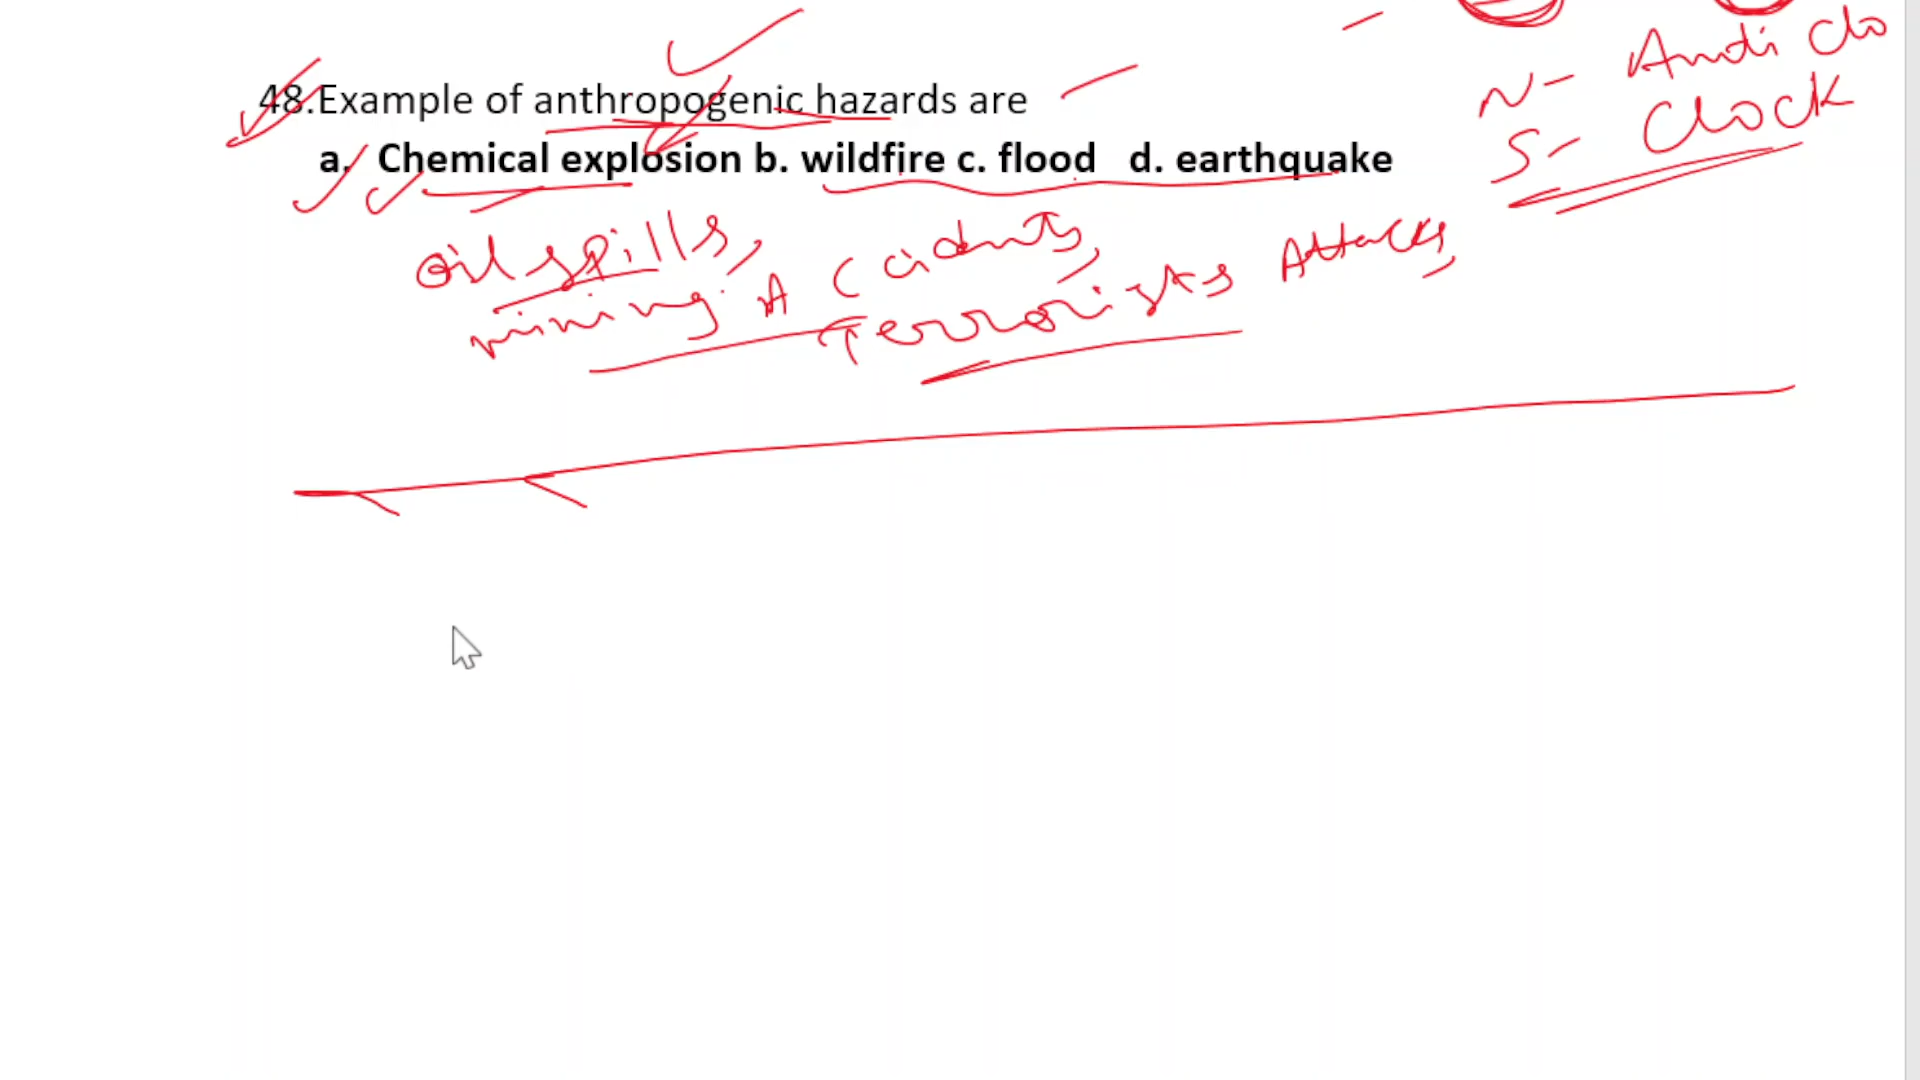 N- Anti Clo
S- Clock
48.Example of anthropogenic hazards are
a. Chemical explosion b. wildfire c. flood d. earthquake
oil spills,
mining A ccidents,
Terrorists Attacks,